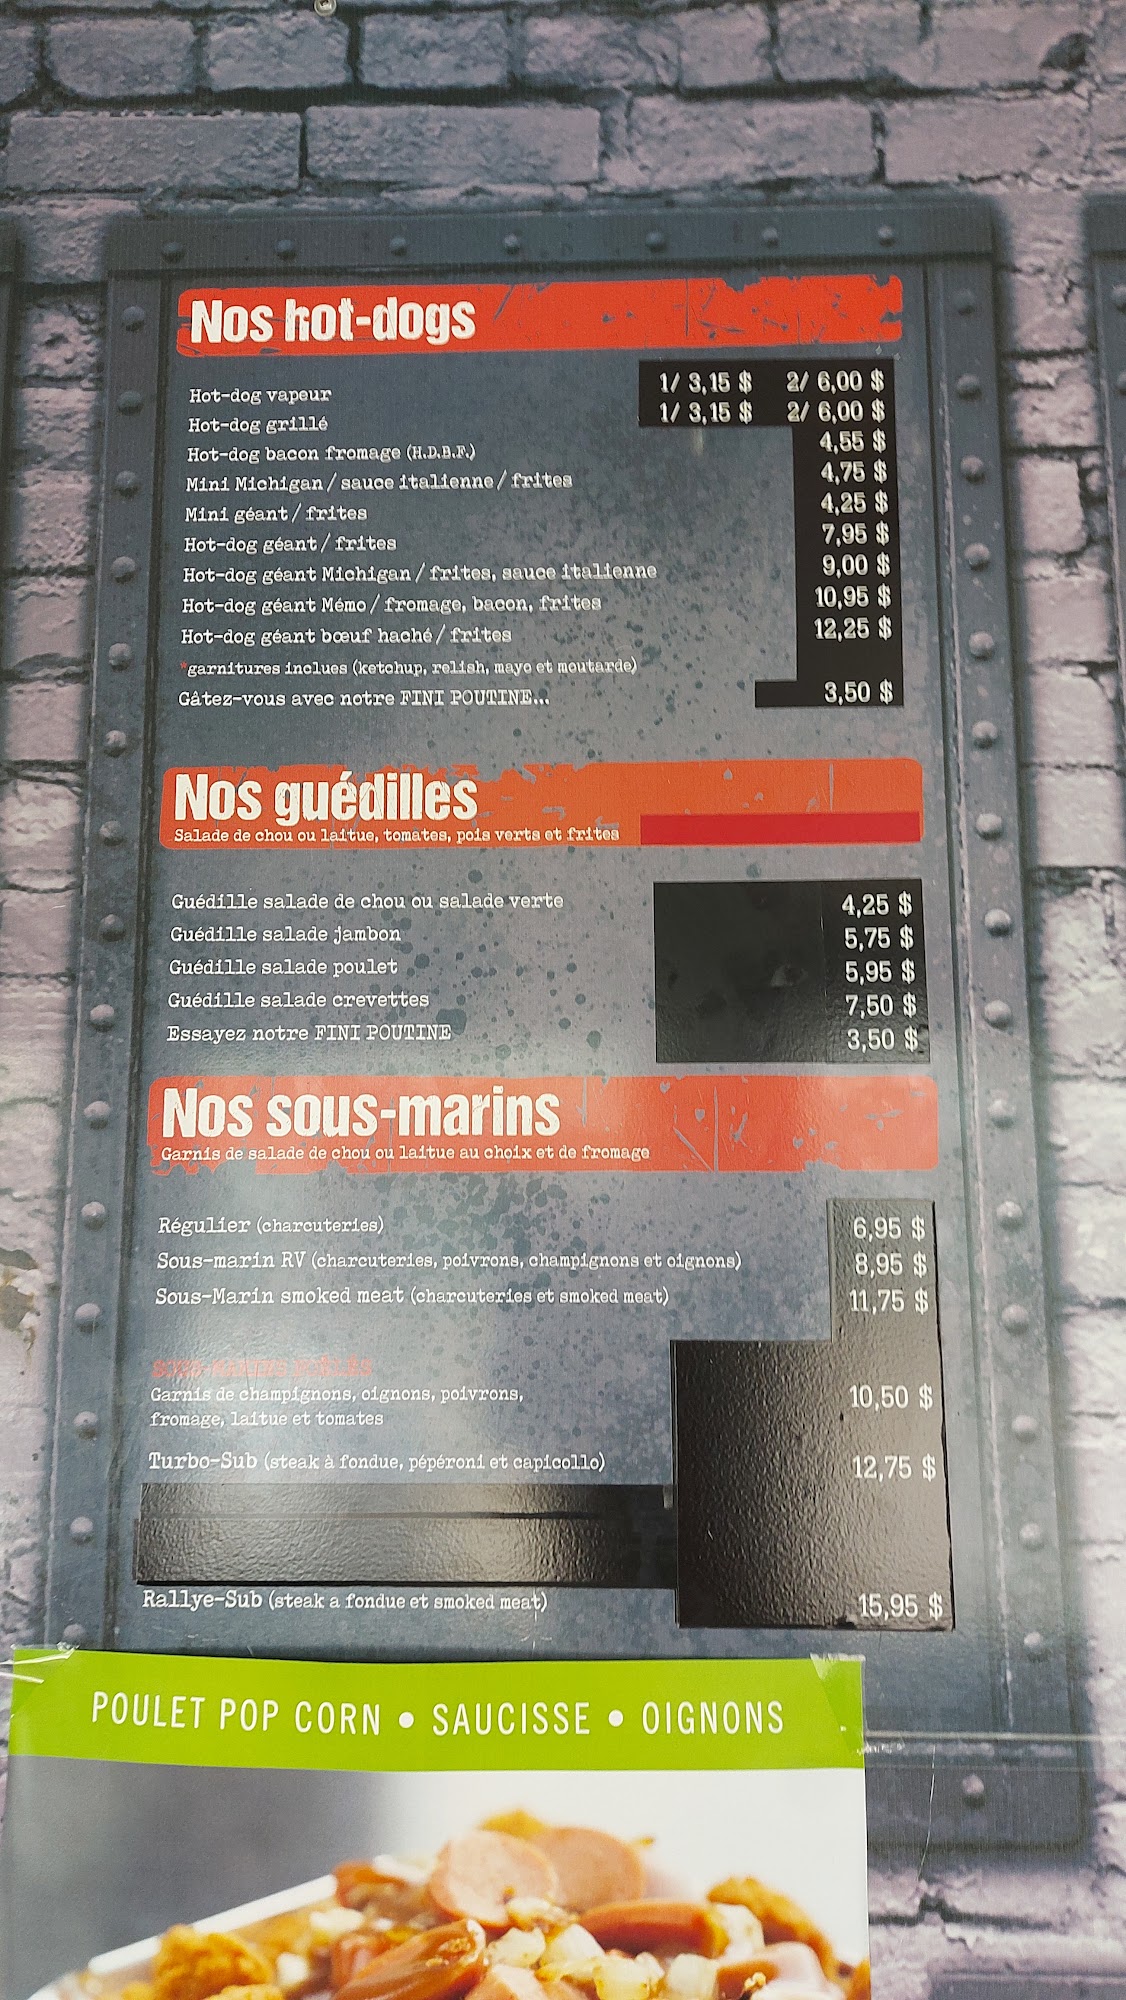 Nos hot-dogs
Hot-dog vapeur 1/ 3,15 $ 2/ 6,00 $
Hot-dog grillé 1/ 3,15 $ 2/ 6,00 $
Hot-dog bacon fromage (H.D.B.F.) 4,55 $
Mini Michigan / sauce italienne / frites 4,75 $
Mini géant / frites 4,25 $
Hot-dog géant / frites 7,95 $
Hot-dog géant Michigan / frites, sauce italienne 9,00 $
Hot-dog géant Mémo / fromage, bacon, frites 10,95 $
Hot-dog géant bœuf haché / frites 12,25 $
*garnitures inclues (ketchup, relish, mayo et moutarde)
Gâtez-vous avec notre FINI POUTINE... 3,50 $
Nos guédilles
Salade de chou ou laitue, tomates, pois verts et frites
Guédille salade de chou ou salade verte 4,25 $
Guédille salade jambon 5,75 $
Guédille salade poulet 5,95 $
Guédille salade crevettes 7,50 $
Essayez notre FINI POUTINE 3,50 $
Nos sous-marins
Garnis de salade de chou ou laitue au choix et de fromage
Régulier (charcuteries) 6,95 $
Sous-marin RV (charcuteries, poivrons, champignons et oignons) 8,95 $
Sous-Marin smoked meat (charcuteries et smoked meat) 11,75 $
SOUS-MARINS POÊLÉS
Garnis de champignons, oignons, poivrons, 10,50 $
fromage, laitue et tomates
Turbo-Sub (steak à fondue, pépéroni et capicollo) 12,75 $
Rallye-Sub (steak a fondue et smoked meat) 15,95 $
POULET POP CORN • SAUCISSE • OIGNONS